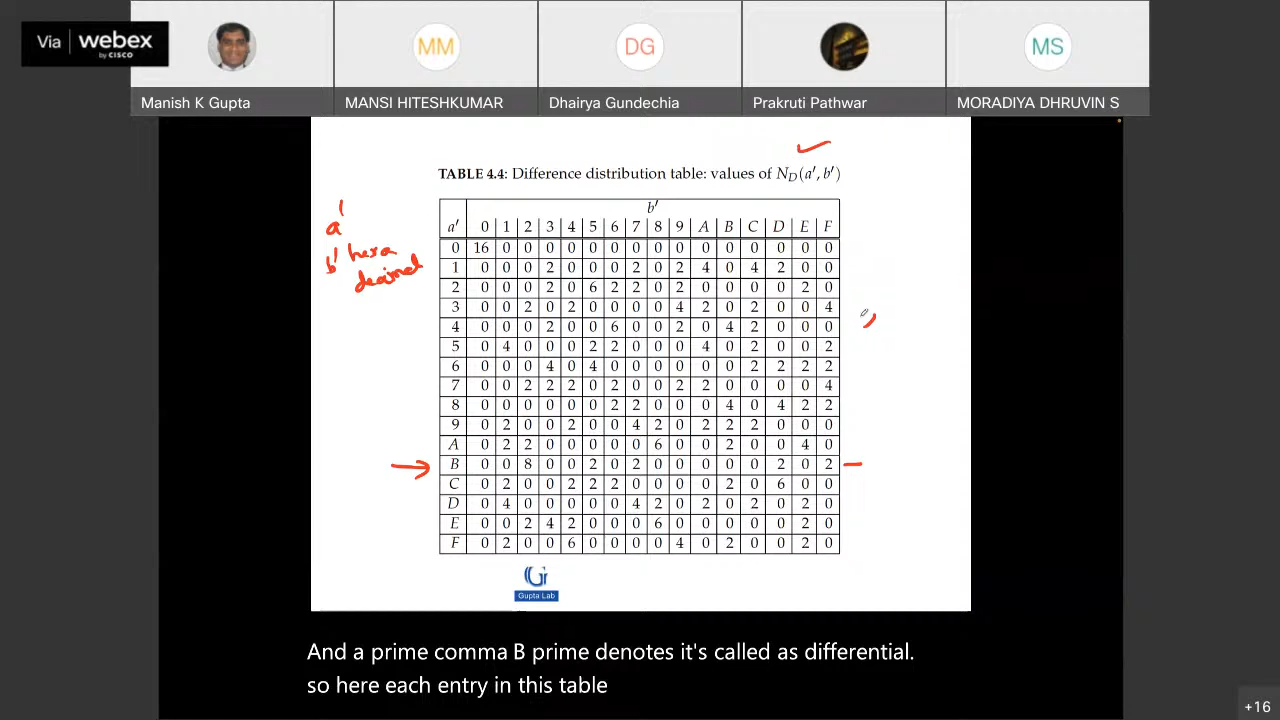 Via webex
by CISCO
MM
DG
MS
Manish K Gupta
MANSI HITESHKUMAR
Dhairya Gundechia
Prakruti Pathwar
MORADIYA DHRUVIN S
TABLE 4.4: Difference distribution table: values of N_D(a′, b′)
b′
a′ 0 1 2 3 4 5 6 7 8 9 A B C D E F
0 16 0 0 0 0 0 0 0 0 0 0 0 0 0 0 0
1 0 0 0 2 0 0 0 2 0 2 4 0 4 2 0 0
2 0 0 0 2 0 6 2 2 0 2 0 0 0 0 2 0
3 0 0 2 0 2 0 0 0 0 4 2 0 2 0 0 4
4 0 0 0 2 0 0 6 0 0 2 0 4 2 0 0 0
5 0 4 0 0 0 2 2 0 0 0 4 0 2 0 0 2
6 0 0 0 4 0 4 0 0 0 0 0 0 2 2 2 2
7 0 0 2 2 2 0 2 0 0 2 2 0 0 0 0 4
8 0 0 0 0 0 0 2 2 0 0 0 4 0 4 2 2
9 0 2 0 0 2 0 0 4 2 0 2 2 2 0 0 0
A 0 2 2 0 0 0 0 0 6 0 0 2 0 0 4 0
B 0 0 8 0 0 2 0 2 0 0 0 0 0 2 0 2
C 0 2 0 0 2 2 2 0 0 0 0 2 0 6 0 0
D 0 4 0 0 0 0 0 4 2 0 2 0 2 0 2 0
E 0 0 2 4 2 0 0 0 6 0 0 0 0 0 2 0
F 0 2 0 0 6 0 0 0 0 4 0 2 0 0 2 0
a′
b′ hexa
decimal
Gupta Lab
And a prime comma B prime denotes it's called as differential.
so here each entry in this table
+16